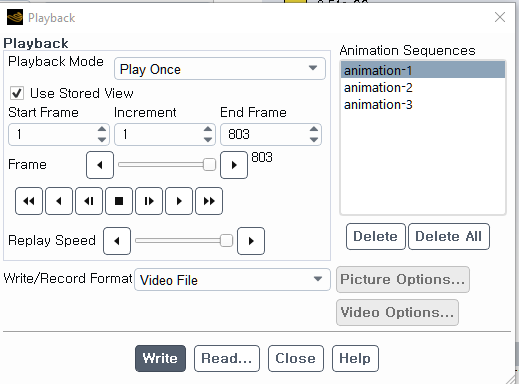 Playback
Playback
Playback Mode
Play Once
Use Stored View
Start Frame
Increment
End Frame
1
1
803
Frame
803
Replay Speed
Write/Record Format
Video File
Animation Sequences
animation-1
animation-2
animation-3
Delete
Delete All
Picture Options...
Video Options...
Write
Read...
Close
Help